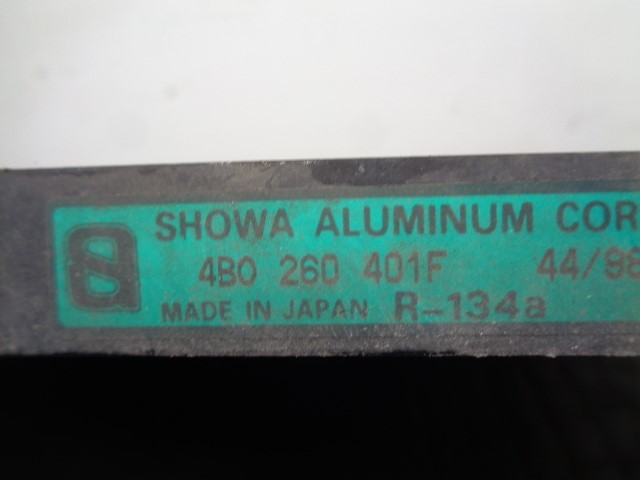 SHOWA ALUMINUM COR
4B0 260 401F 44/98
MADE IN JAPAN R-134a